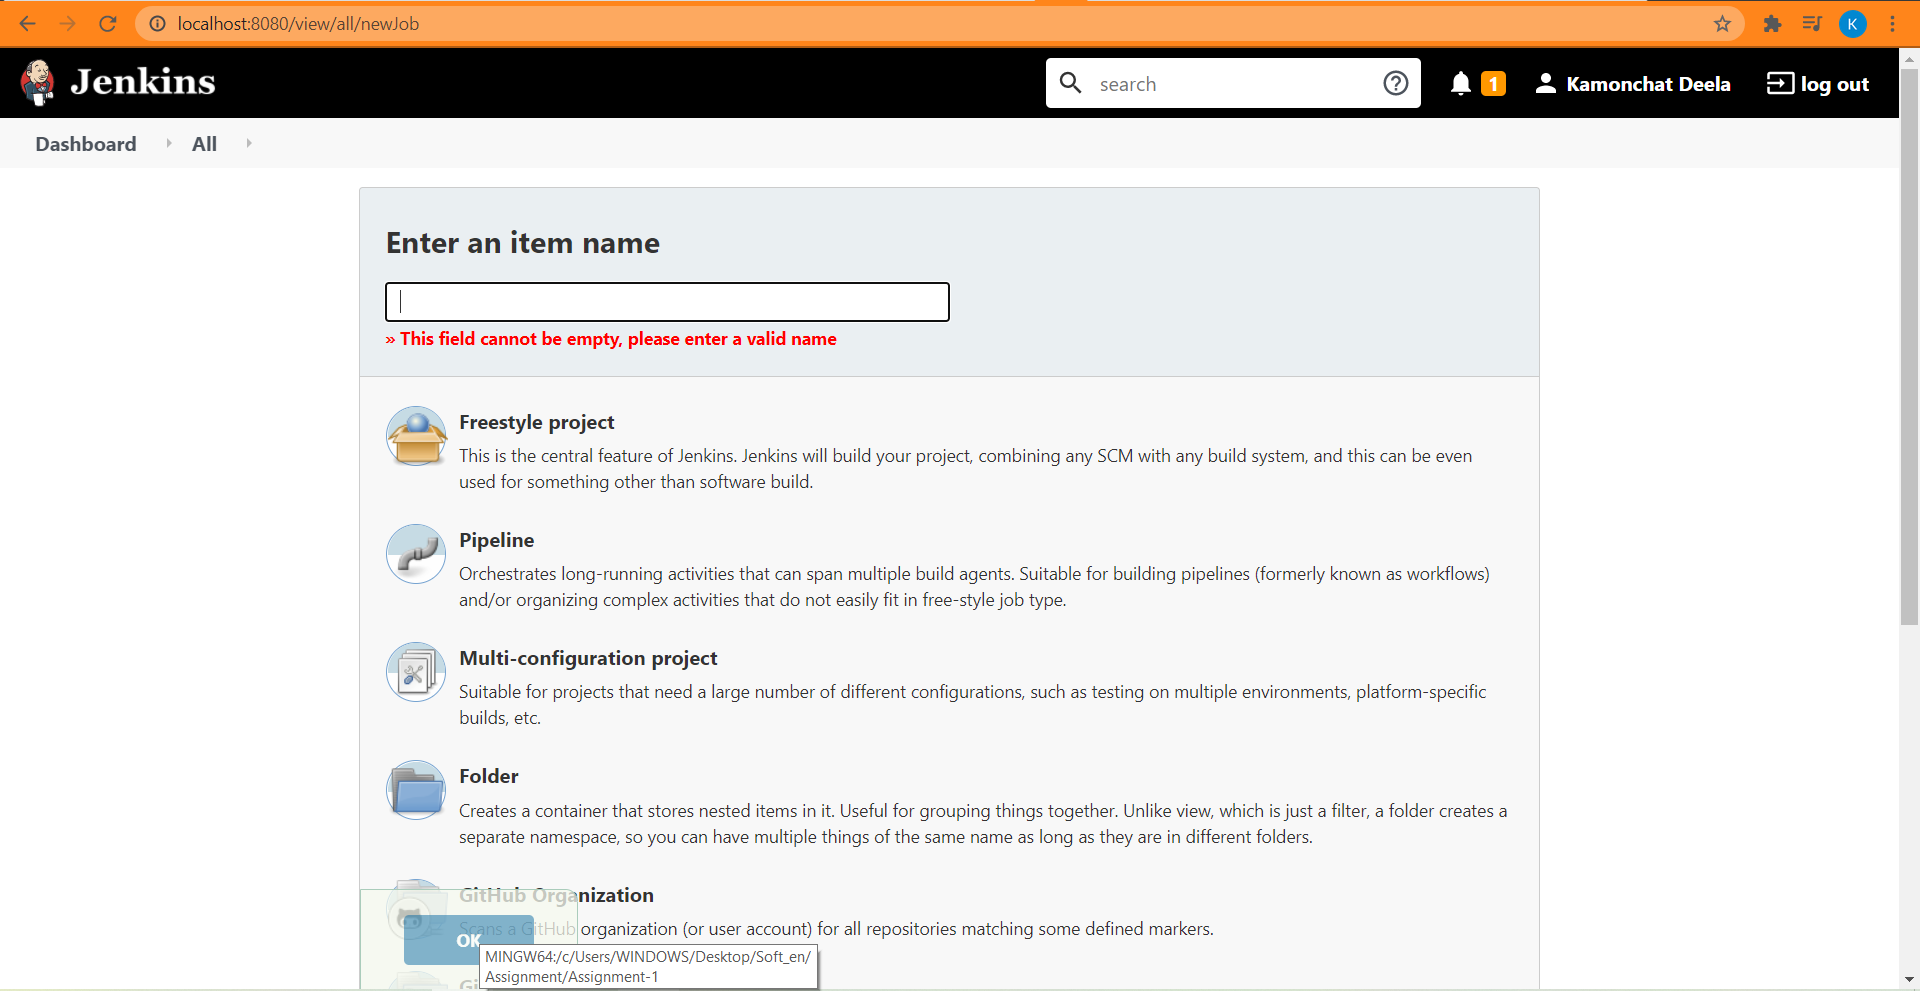 localhost:8080/view/all/newJob
K
Jenkins
search
1
Kamonchat Deela
log out
Dashboard
All
Enter an item name
» This field cannot be empty, please enter a valid name
Freestyle project
This is the central feature of Jenkins. Jenkins will build your project, combining any SCM with any build system, and this can be even
used for something other than software build.
Pipeline
Orchestrates long-running activities that can span multiple build agents. Suitable for building pipelines (formerly known as workflows)
and/or organizing complex activities that do not easily fit in free-style job type.
Multi-configuration project
Suitable for projects that need a large number of different configurations, such as testing on multiple environments, platform-specific
builds, etc.
Folder
Creates a container that stores nested items in it. Useful for grouping things together. Unlike view, which is just a filter, a folder creates a
separate namespace, so you can have multiple things of the same name as long as they are in different folders.
GitHub Organization
Scans a GitHub organization (or user account) for all repositories matching some defined markers.
OK
MINGW64:/c/Users/WINDOWS/Desktop/Soft_en/
Assignment/Assignment-1